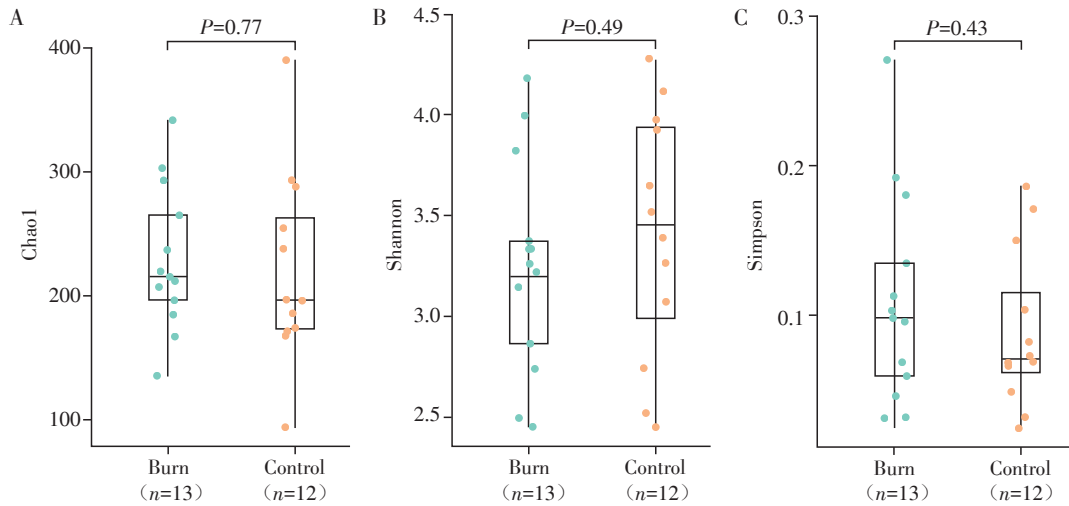 A
P=0.77
400
300
200
100
Chao1
Burn
(n=13)
Control
(n=12)
B
P=0.49
4.5
4.0
3.5
3.0
2.5
Shannon
Burn
(n=13)
Control
(n=12)
C
P=0.43
0.3
0.2
0.1
Simpson
Burn
(n=13)
Control
(n=12)